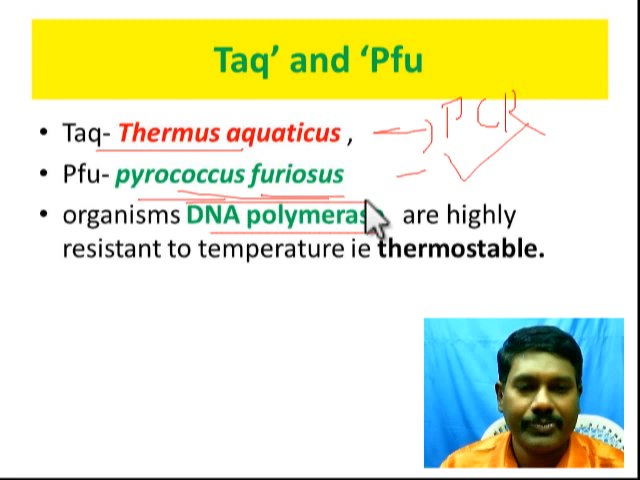 Taq’ and ‘Pfu
• Taq- Thermus aquaticus ,
PCR
• Pfu- pyrococcus furiosus
• organisms DNA polymeras are highly
resistant to temperature ie thermostable.